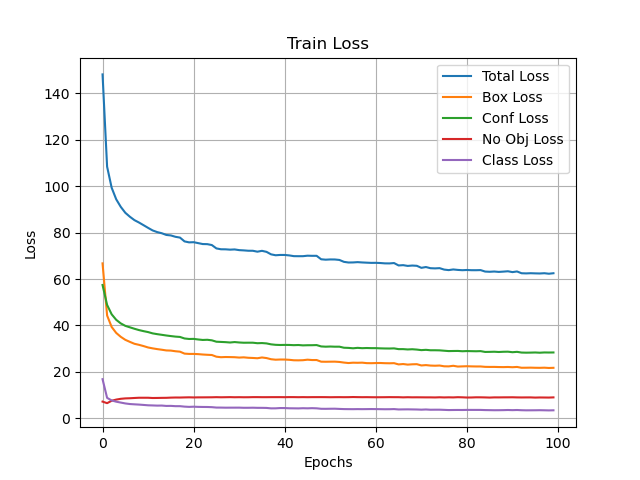 Train Loss
Total Loss
Box Loss
Conf Loss
No Obj Loss
Class Loss
140
120
100
80
60
40
20
0
Loss
0 20 40 60 80 100
Epochs